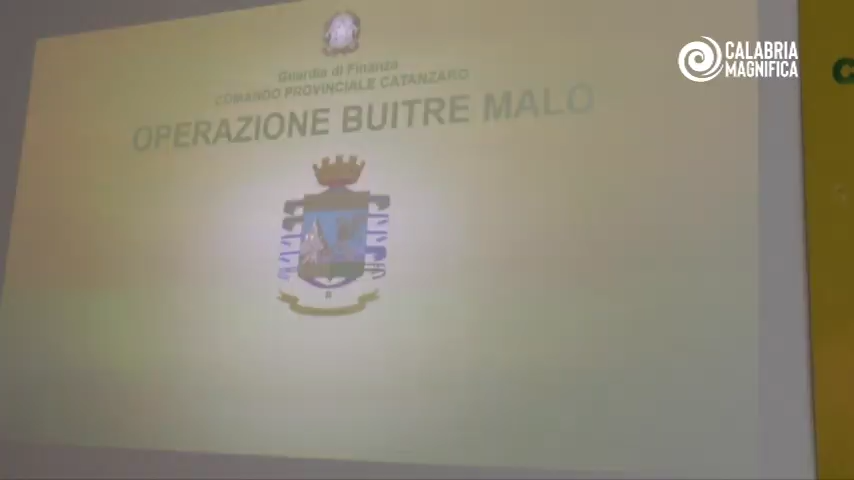 CALABRIA
MAGNIFICA
Guardia di Finanza
COMANDO PROVINCIALE CATANZARO
OPERAZIONE BUITRE MALO